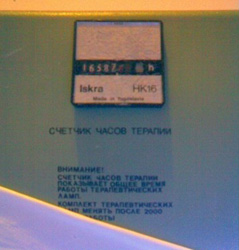 h
Iskra HK16
Made in Yugoslavia
СЧЕТЧИК ЧАСОВ ТЕРАПИИ
ВНИМАНИЕ!
СЧЕТЧИК ЧАСОВ ТЕРАПИИ
ПОКАЗЫВАЕТ ОБЩЕЕ ВРЕМЯ
РАБОТЫ ТЕРАПЕВТИЧЕСКИХ
ЛАМП.
КОМПЛЕКТ ТЕРАПЕВТИЧЕСКИХ
МЕНЯТЬ ПОСЛЕ 2000